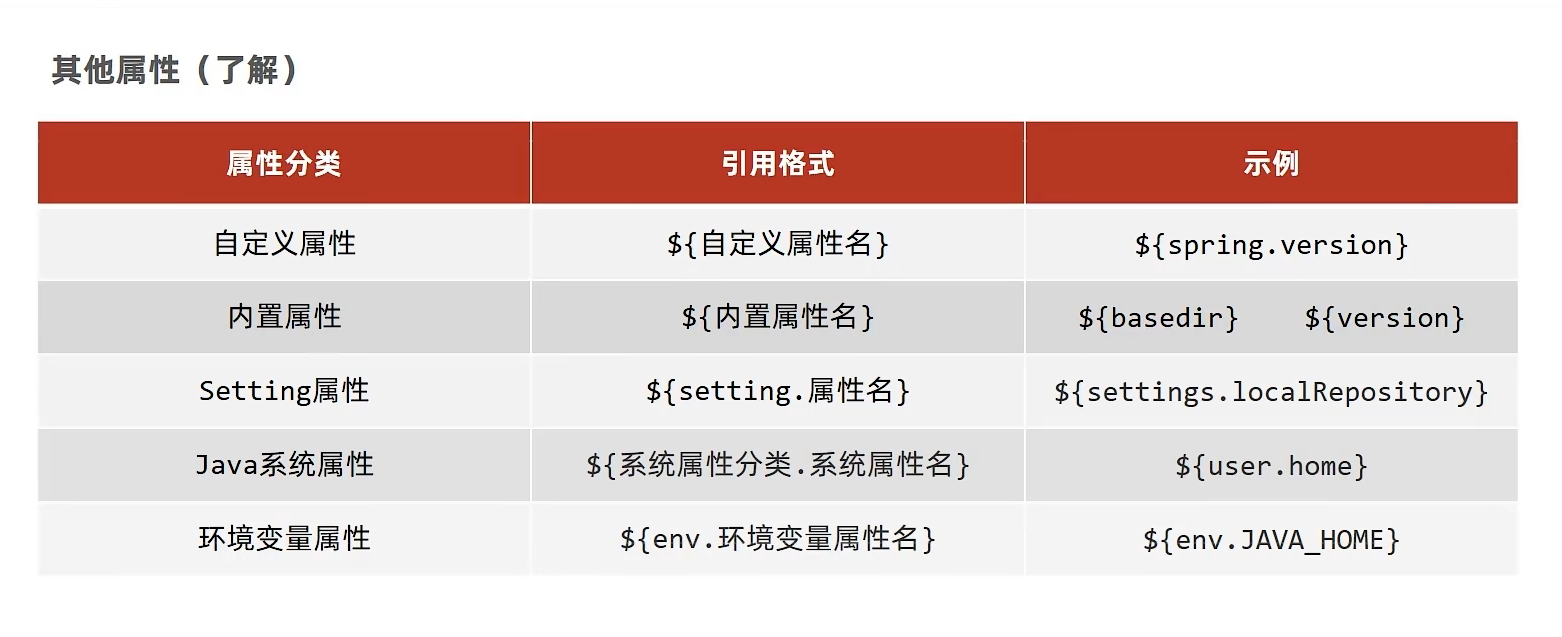 其他属性（了解）
属性分类 引用格式 示例
自定义属性 ${自定义属性名} ${spring.version}
内置属性 ${内置属性名} ${basedir} ${version}
Setting属性 ${setting.属性名} ${settings.localRepository}
Java系统属性 ${系统属性分类.系统属性名} ${user.home}
环境变量属性 ${env.环境变量属性名} ${env.JAVA_HOME}